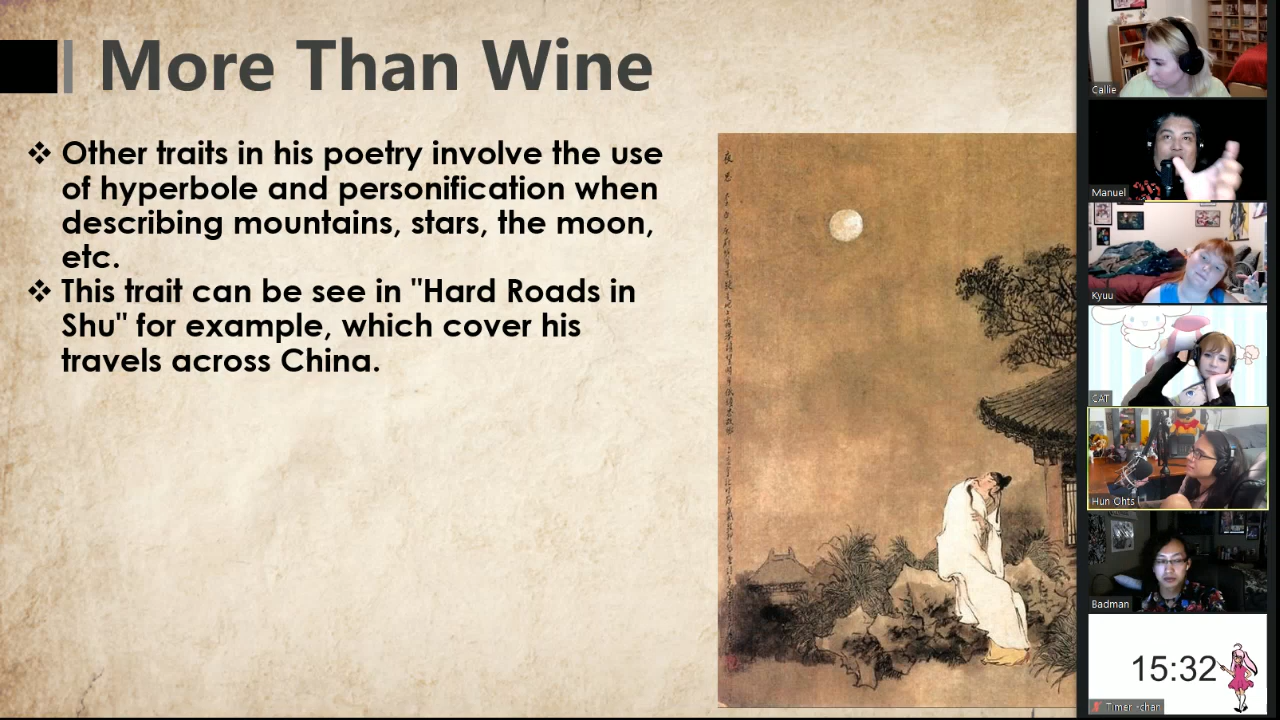 More Than Wine
❖ Other traits in his poetry involve the use
of hyperbole and personification when
describing mountains, stars, the moon,
etc.
❖ This trait can be see in "Hard Roads in
Shu" for example, which cover his
travels across China.
Callie
Manuel
Kyuu
CAT
Hun Ohts
Badman
15:32
Timer -chan